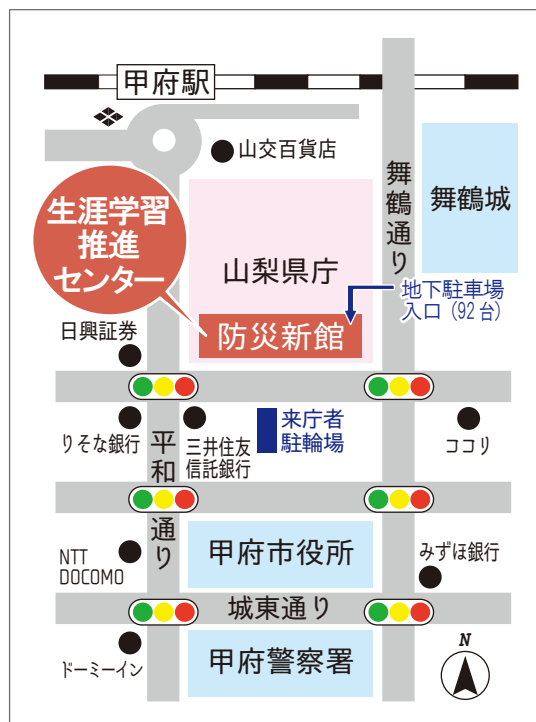 甲府駅
山交百貨店
舞鶴通り
舞鶴城
生涯学習
推進
センター
山梨県庁
地下駐車場
入口(92台)
防災新館
日興証券
りそな銀行
平和通り
三井住友
信託銀行
来庁者
駐輪場
ココリ
NTT
DOCOMO
甲府市役所
みずほ銀行
城東通り
ドーミーイン
甲府警察署
N